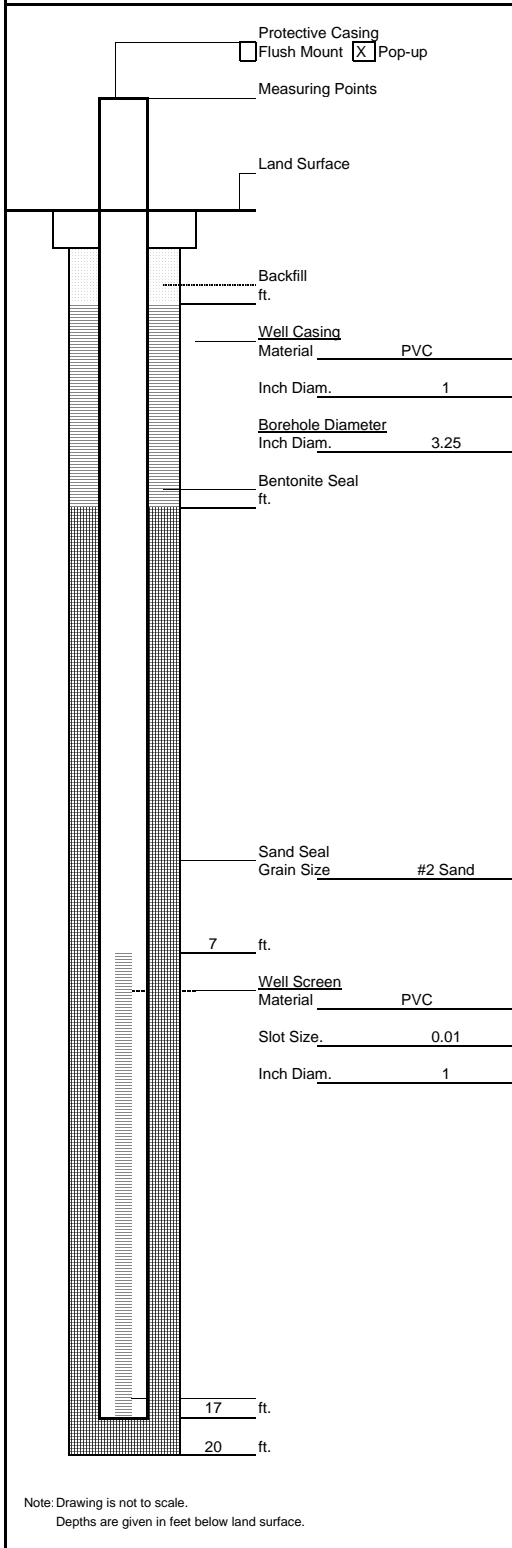 Protective Casing
Flush Mount X Pop-up
Measuring Points
Land Surface
Backfill
ft.
Well Casing
Material PVC
Inch Diam. 1
Borehole Diameter
Inch Diam. 3.25
Bentonite Seal
ft.
Sand Seal
Grain Size #2 Sand
7 ft.
Well Screen
Material PVC
Slot Size. 0.01
Inch Diam. 1
17 ft.
20 ft.
Note: Drawing is not to scale.
Depths are given in feet below land surface.